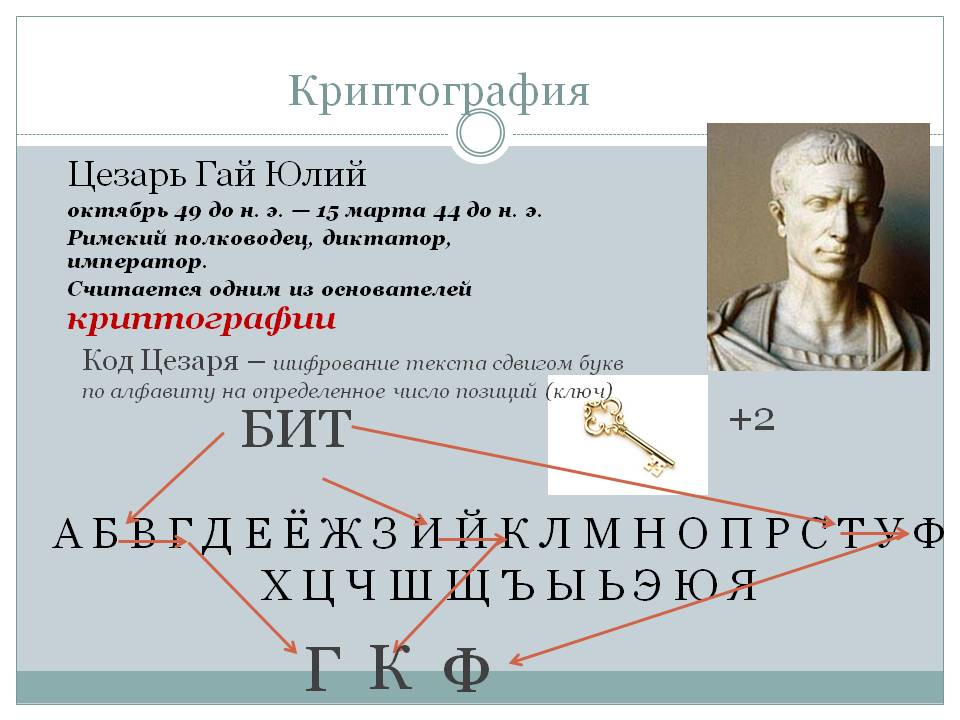 Криптография
Цезарь Гай Юлий
октябрь 49 до н. э. — 15 марта 44 до н. э.
Римский полководец, диктатор,
император.
Считается одним из основателей
криптографии
Код Цезаря – шифрование текста сдвигом букв
по алфавиту на определенное число позиций (ключ)
БИТ
+2
А Б В Г Д Е Ё Ж З И Й К Л М Н О П Р С Т У Ф
Х Ц Ч Ш Щ Ъ Ы Ь Э Ю Я
Г К Ф